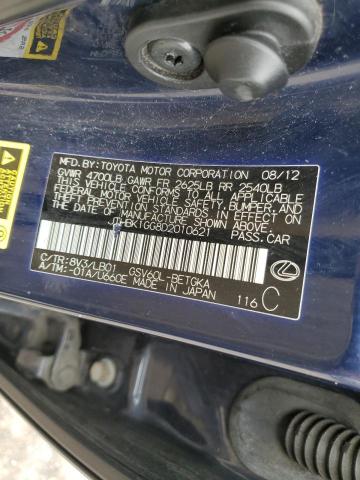 MFD.BY:TOYOTA MOTOR CORPORATION 08/12
GVWR 4700LB GAWR FR 2625LB RR 2540LB
THIS VEHICLE CONFORMS TO ALL APPLICABLE
FEDERAL MOTOR VEHICLE SAFETY, BUMPER, AND
THEFT PREVENTION STANDARDS IN EFFECT ON
THE DATE OF MANUFACTURE SHOWN ABOVE.
JTHBK1GG8D2010621 PASS.CAR
C/TR:8V3/LB01 GSV60L-BETGKA
A/TM:-01A/U660E MADE IN JAPAN 116 C